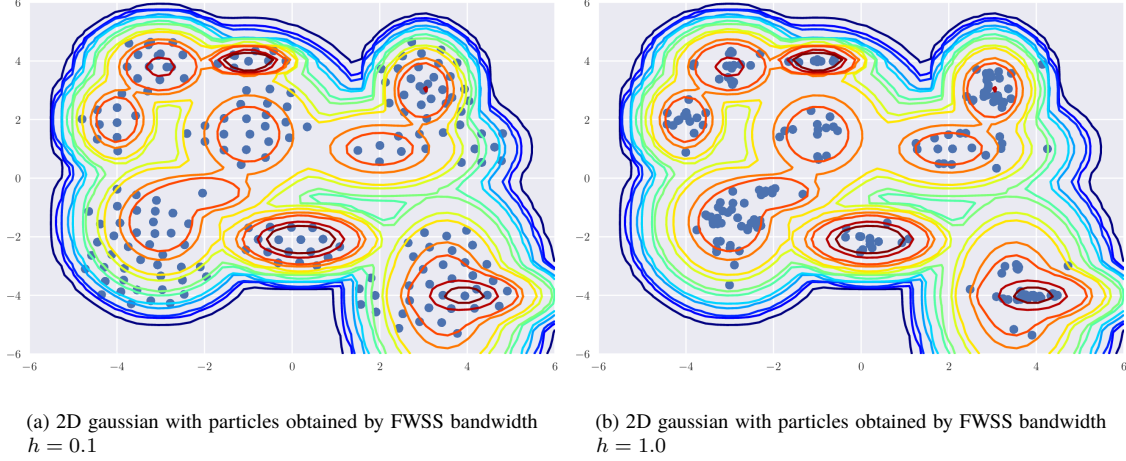 6
4
2
0
−2
−4
−6
−6 −4 −2 0 2 4 6
6
4
2
0
−2
−4
−6
−6 −4 −2 0 2 4 6
(a) 2D gaussian with particles obtained by FWSS bandwidth
h = 0.1
(b) 2D gaussian with particles obtained by FWSS bandwidth
h = 1.0